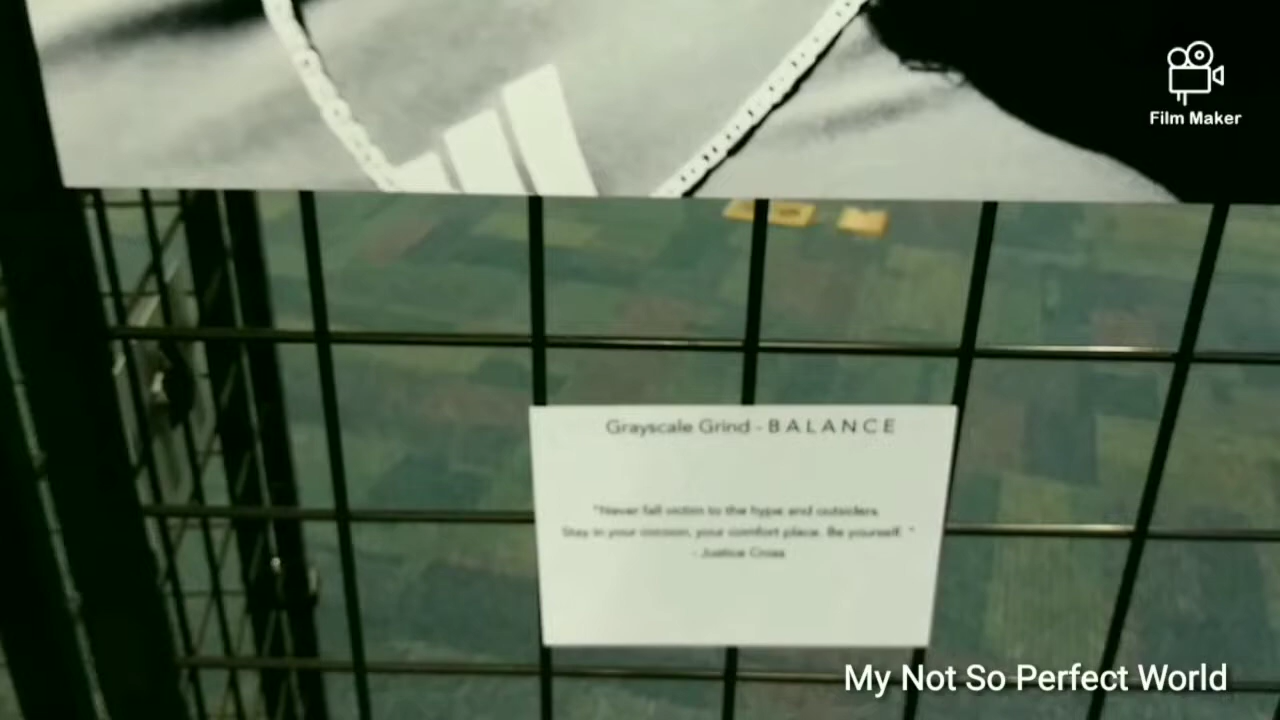 Film Maker
Grayscale Grind - BALANCE
"Never fall victim to the hype and outsiders.
Stay in your cocoon, your comfort place. Be yourself. "
- Justice Cross
My Not So Perfect World